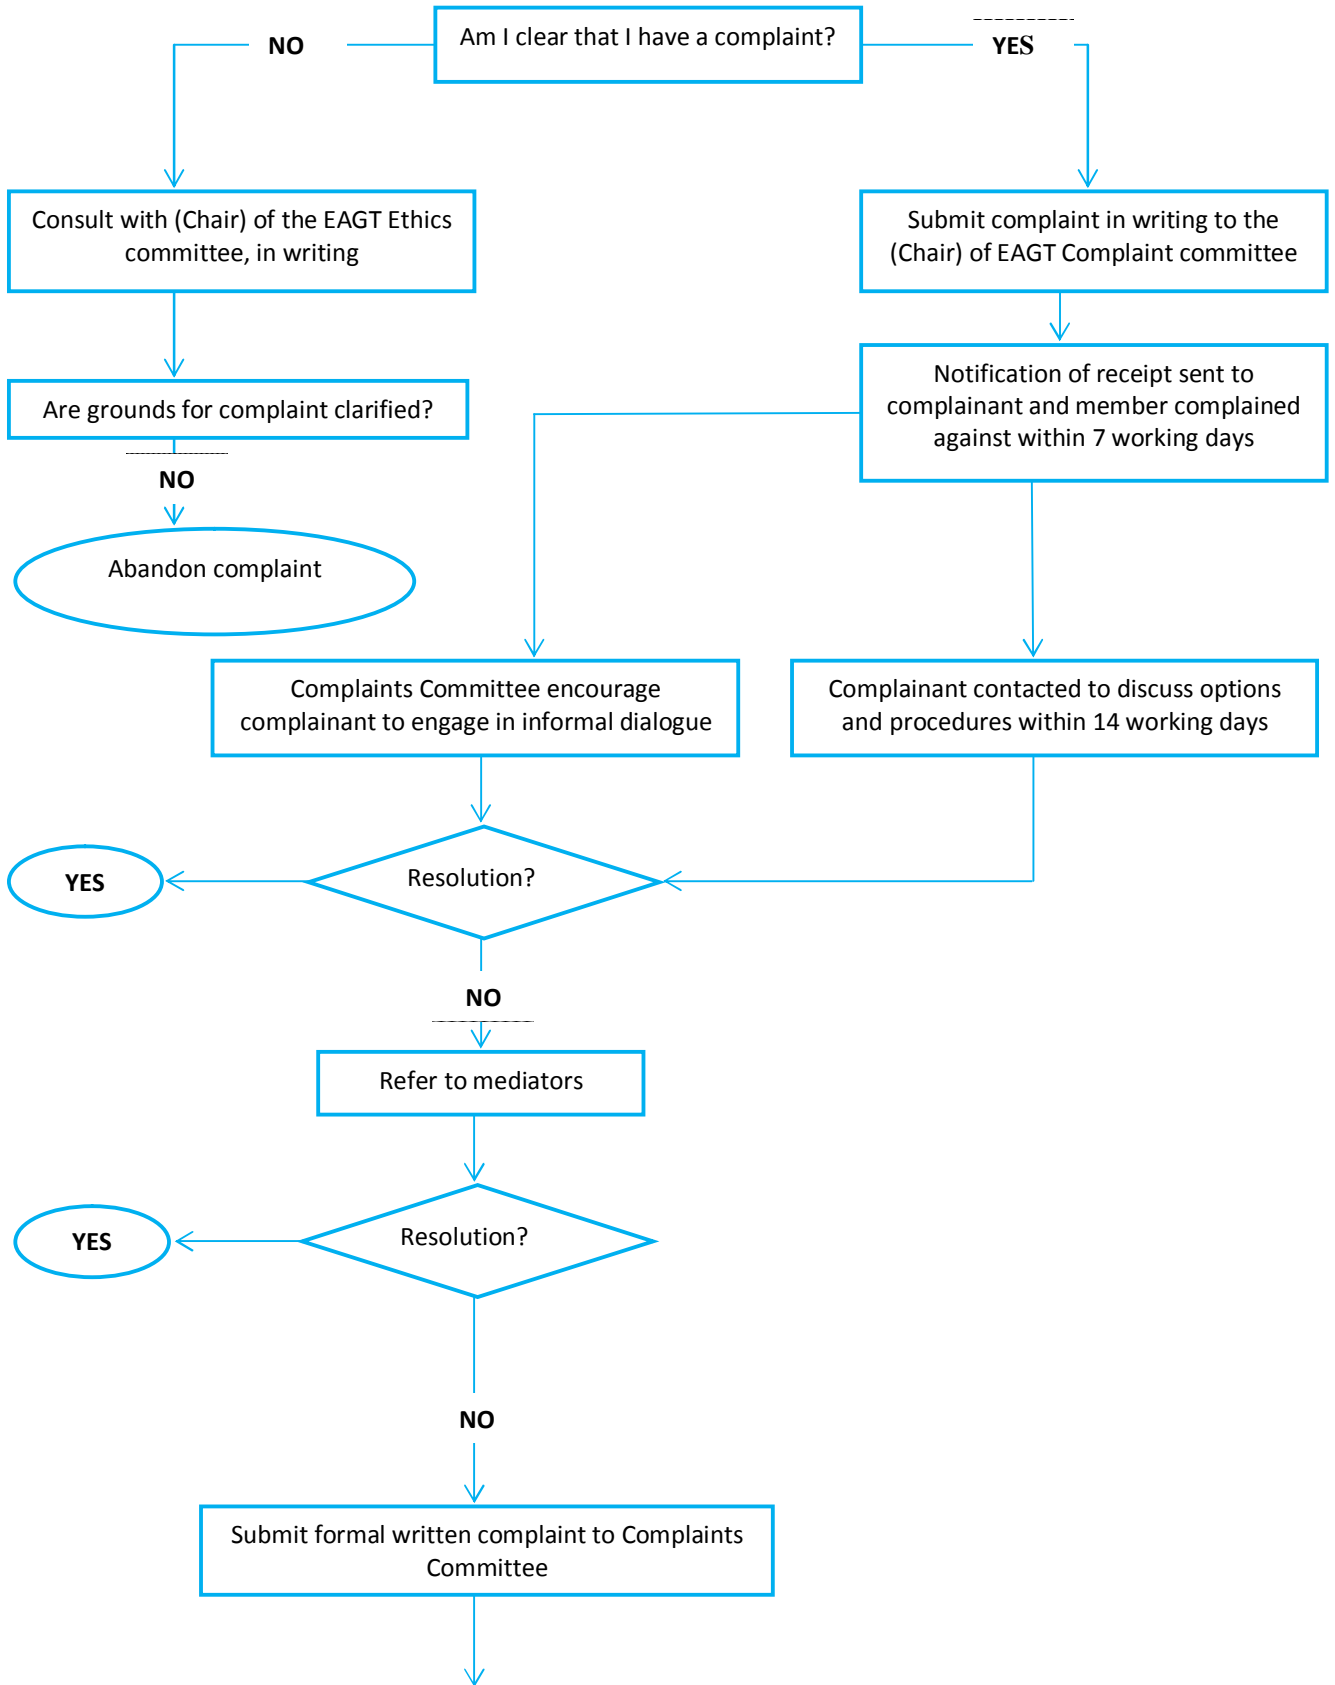 Am I clear that I have a complaint?
NO
YES
Consult with (Chair) of the EAGT Ethics
committee, in writing
Submit complaint in writing to the
(Chair) of EAGT Complaint committee
Notification of receipt sent to
complainant and member complained
against within 7 working days
Are grounds for complaint clarified?
NO
Abandon complaint
Complaints Committee encourage
complainant to engage in informal dialogue
Complainant contacted to discuss options
and procedures within 14 working days
Resolution?
YES
NO
Refer to mediators
Resolution?
YES
NO
Submit formal written complaint to Complaints
Committee